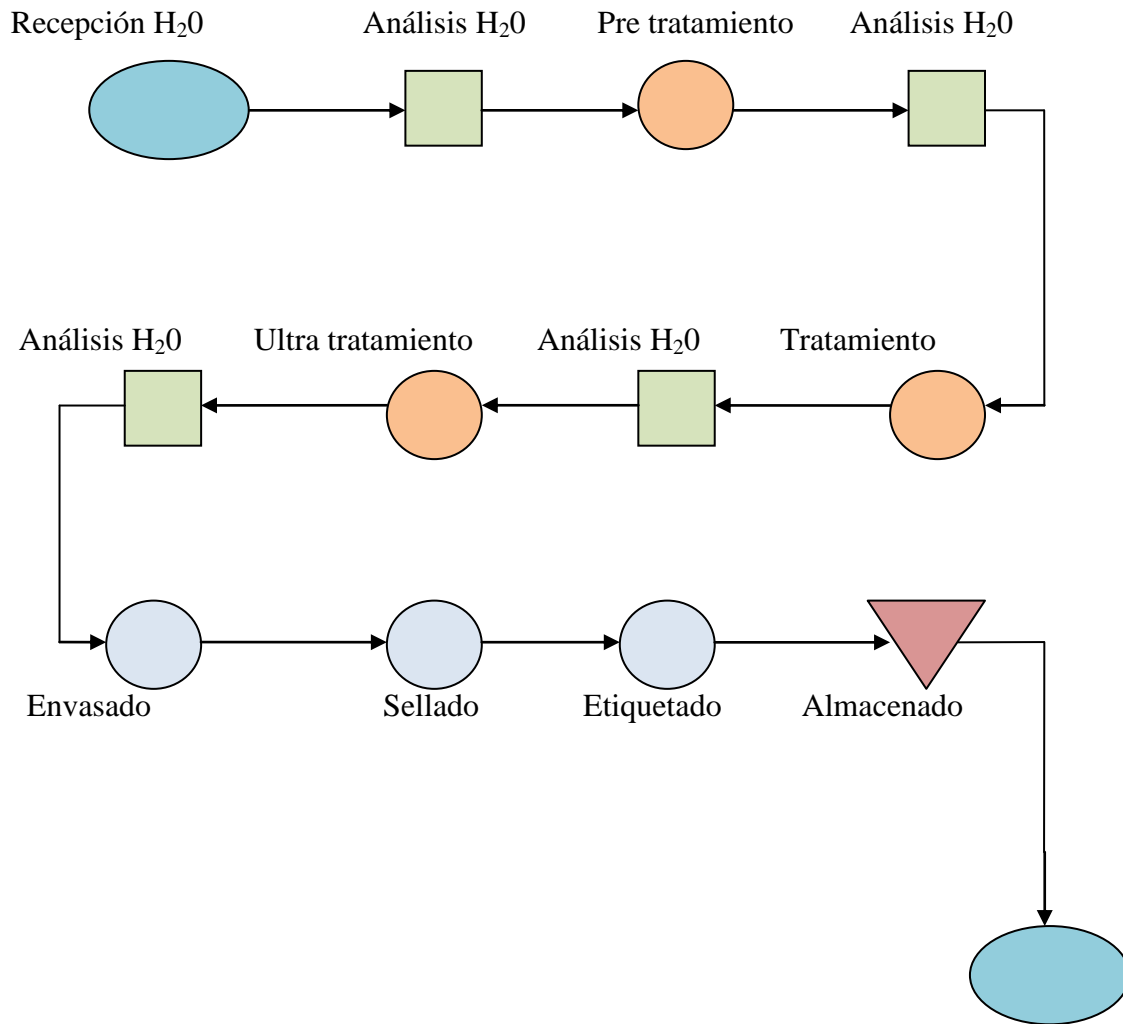 Recepción H₂0
Análisis H₂0
Pre tratamiento
Análisis H₂0
Análisis H₂0
Ultra tratamiento
Análisis H₂0
Tratamiento
Envasado
Sellado
Etiquetado
Almacenado